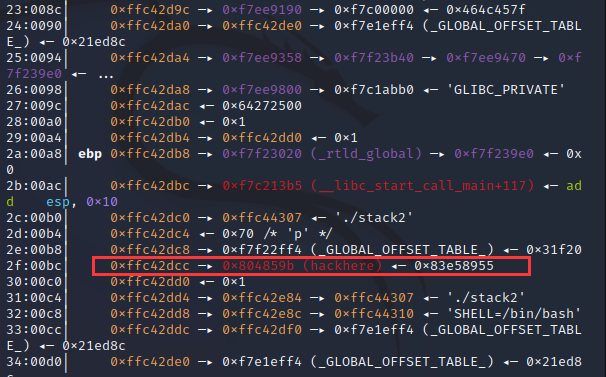 23:008c│     0×ffc42d9c —▸ 0×f7ee9190 —▸ 0×f7c00000 ◂— 0×464c457f
24:0090│     0×ffc42da0 —▸ 0×ffc42de0 —▸ 0×f7e1eff4 (_GLOBAL_OFFSET_TABL
E_) ◂— 0×21ed8c
25:0094│     0×ffc42da4 —▸ 0×f7ee9358 —▸ 0×f7f23b40 —▸ 0×f7ee9470 —▸ 0×f
7f239e0 ◂— ...
26:0098│     0×ffc42da8 —▸ 0×f7ee9800 —▸ 0×f7c1abb0 ◂— 'GLIBC_PRIVATE'
27:009c│     0×ffc42dac ◂— 0×64272500
28:00a0│     0×ffc42db0 ◂— 0×1
29:00a4│     0×ffc42db4 —▸ 0×ffc42dd0 ◂— 0×1
2a:00a8│ ebp 0×ffc42db8 —▸ 0×f7f23020 (_rtld_global) —▸ 0×f7f239e0 ◂— 0×
0
2b:00ac│     0×ffc42dbc —▸ 0×f7c213b5 (__libc_start_call_main+117) ◂— ad
d    esp, 0×10
2c:00b0│     0×ffc42dc0 —▸ 0×ffc44307 ◂— './stack2'
2d:00b4│     0×ffc42dc4 ◂— 0×70 /* 'p' */
2e:00b8│     0×ffc42dc8 —▸ 0×f7f22ff4 (_GLOBAL_OFFSET_TABLE_) ◂— 0×31f20
2f:00bc│     0×ffc42dcc —▸ 0×804859b (hackhere) ◂— 0×83e58955
30:00c0│     0×ffc42dd0 ◂— 0×1
31:00c4│     0×ffc42dd4 —▸ 0×ffc42e84 —▸ 0×ffc44307 ◂— './stack2'
32:00c8│     0×ffc42dd8 —▸ 0×ffc42e8c —▸ 0×ffc44310 ◂— 'SHELL=/bin/bash'
33:00cc│     0×ffc42ddc —▸ 0×ffc42df0 —▸ 0×f7e1eff4 (_GLOBAL_OFFSET_TABL
E_) ◂— 0×21ed8c
34:00d0│     0×ffc42de0 —▸ 0×f7e1eff4 (_GLOBAL_OFFSET_TABLE_) ◂— 0×21ed8